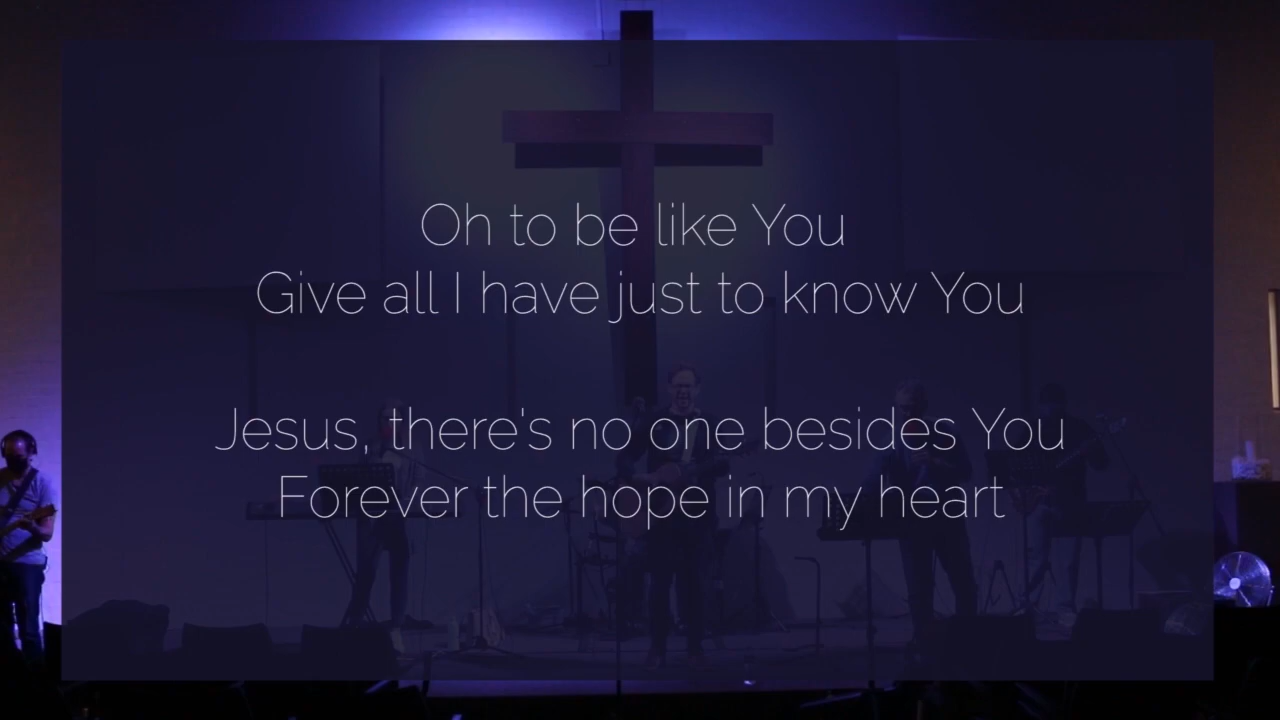 Oh to be like You
Give all I have just to know You
Jesus, there's no one besides You
Forever the hope in my heart